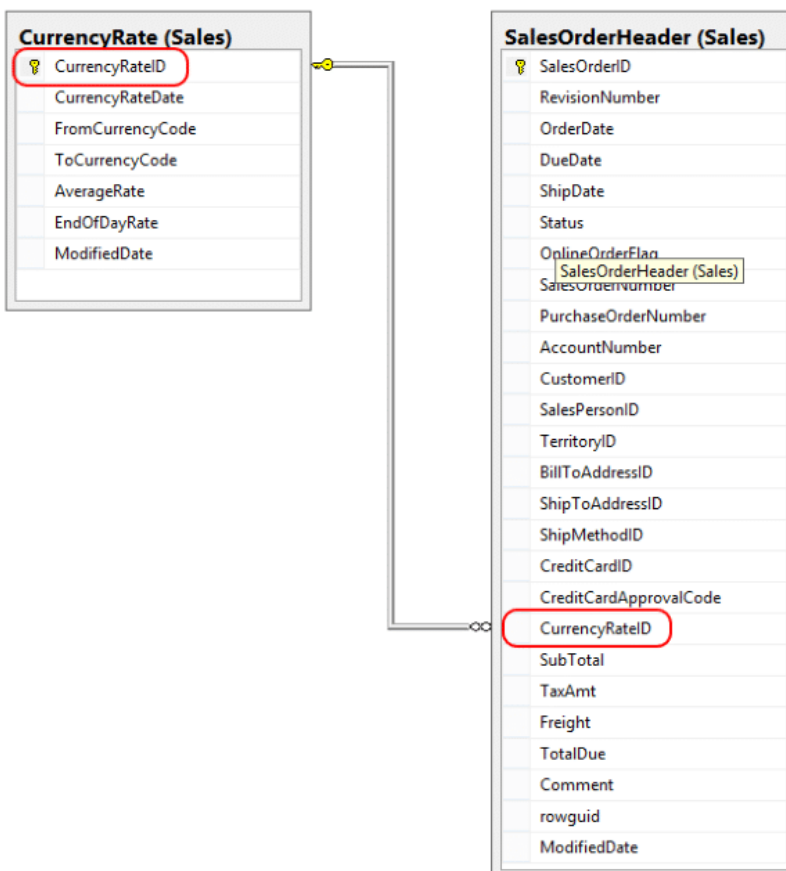 CurrencyRate (Sales)
CurrencyRateID
CurrencyRateDate
FromCurrencyCode
ToCurrencyCode
AverageRate
EndOfDayRate
ModifiedDate
SalesOrderHeader (Sales)
SalesOrderID
RevisionNumber
OrderDate
DueDate
ShipDate
Status
OnlineOrderFlag
SalesOrderHeader (Sales)
SalesOrderNumber
PurchaseOrderNumber
AccountNumber
CustomerID
SalesPersonID
TerritoryID
BillToAddressID
ShipToAddressID
ShipMethodID
CreditCardID
CreditCardApprovalCode
CurrencyRateID
SubTotal
TaxAmt
Freight
TotalDue
Comment
rowguid
ModifiedDate